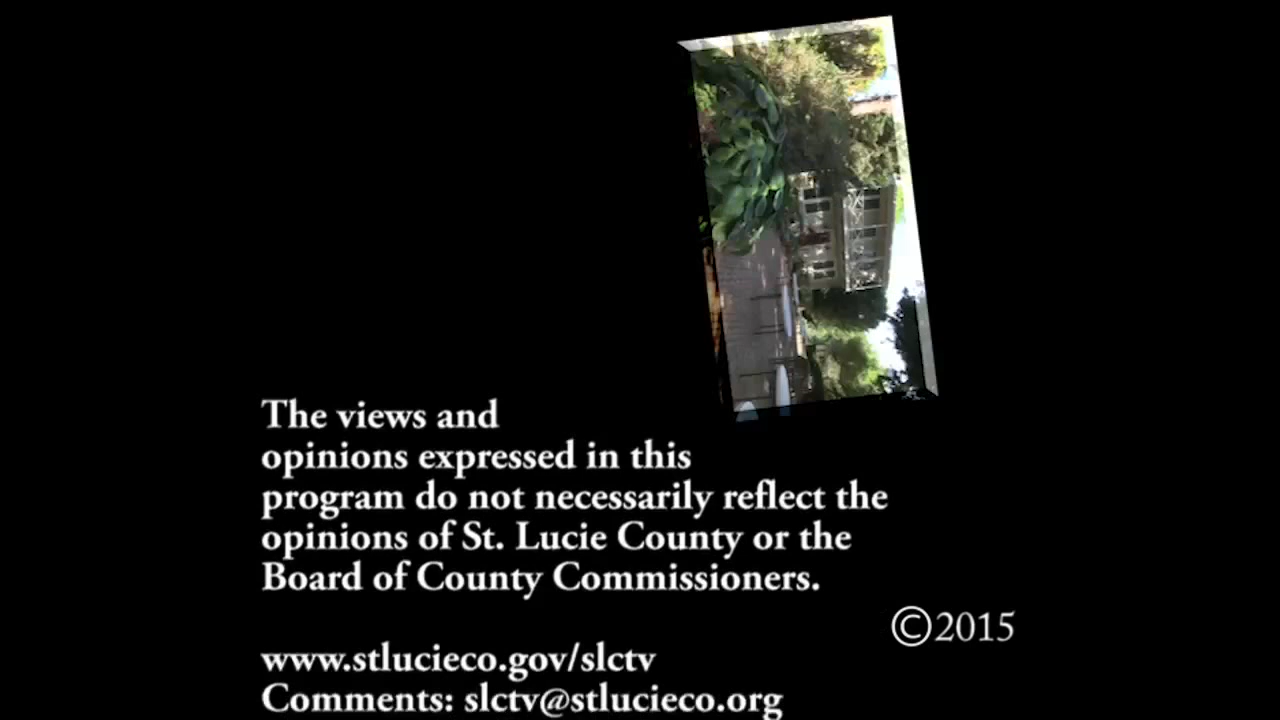 The views and
opinions expressed in this
program do not necessarily reflect the
opinions of St. Lucie County or the
Board of County Commissioners.
©2015
www.stlucieco.gov/slctv
Comments: slctv@stlucieco.org